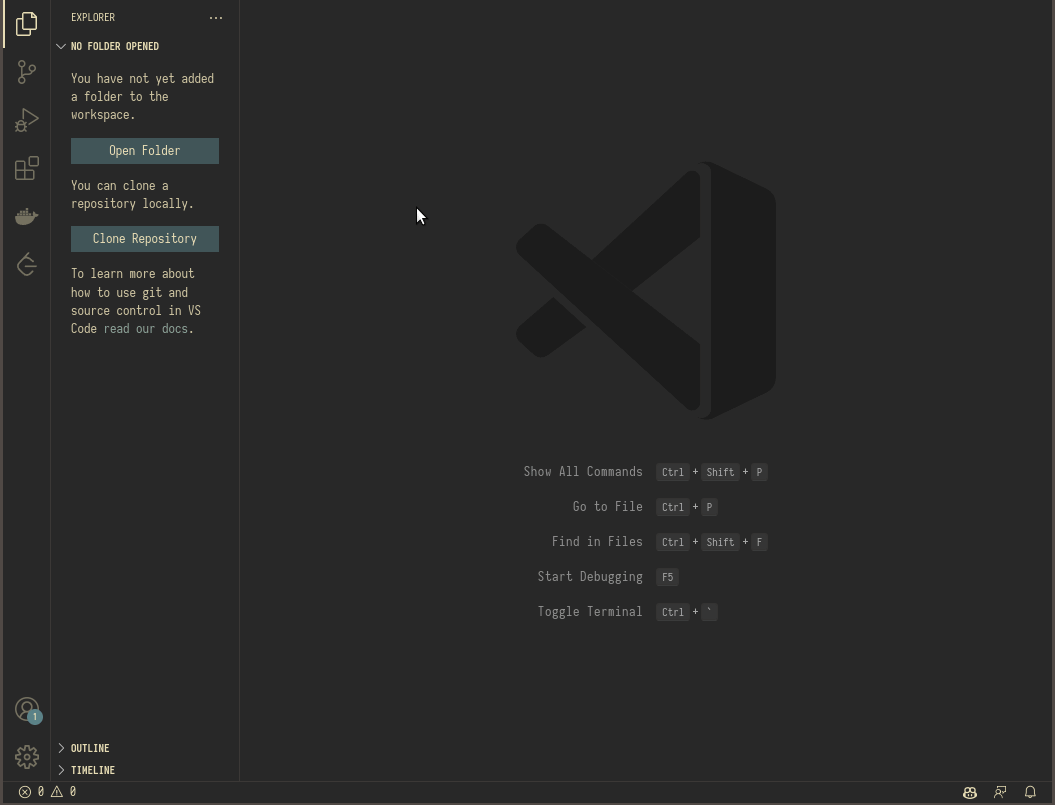 EXPLORER
NO FOLDER OPENED
You have not yet added
a folder to the
workspace.
Open Folder
You can clone a
repository locally.
Clone Repository
To learn more about
how to use git and
source control in VS
Code read our docs.
Show All Commands Ctrl + Shift + P
Go to File Ctrl + P
Find in Files Ctrl + Shift + F
Start Debugging F5
Toggle Terminal Ctrl + `
1
OUTLINE
TIMELINE
0 0